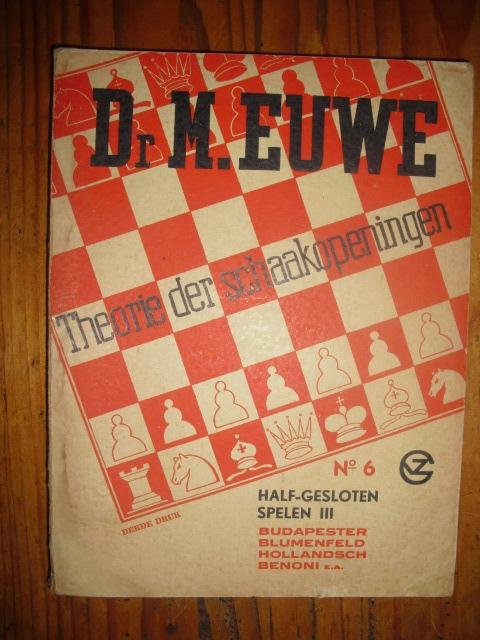 Dr M. EUWE
Theorie der schaakopeningen
No 6
HALF-GESLOTEN
SPELEN III
DERDE DRUK
BUDAPESTER
BLUMENFELD
HOLLANDSCH
BENONI E.A.